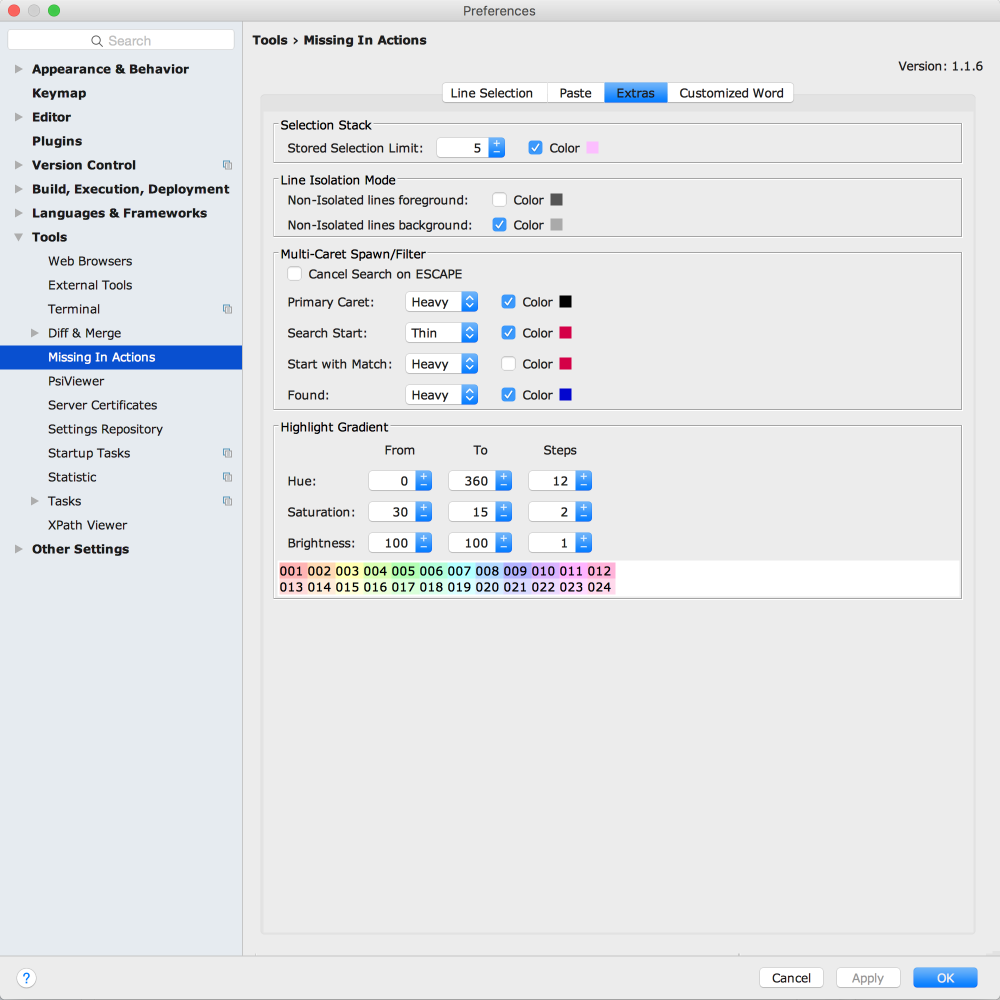 Preferences
Search
Appearance & Behavior
Keymap
Editor
Plugins
Version Control
Build, Execution, Deployment
Languages & Frameworks
Tools
Web Browsers
External Tools
Terminal
Diff & Merge
Missing In Actions
PsiViewer
Server Certificates
Settings Repository
Startup Tasks
Statistic
Tasks
XPath Viewer
Other Settings
Tools › Missing In Actions
Version: 1.1.6
Line Selection Paste Extras Customized Word
Selection Stack
Stored Selection Limit: 5 Color
Line Isolation Mode
Non-Isolated lines foreground: Color
Non-Isolated lines background: Color
Multi-Caret Spawn/Filter
Cancel Search on ESCAPE
Primary Caret: Heavy Color
Search Start: Thin Color
Start with Match: Heavy Color
Found: Heavy Color
Highlight Gradient
From To Steps
Hue: 0 360 12
Saturation: 30 15 2
Brightness: 100 100 1
001 002 003 004 005 006 007 008 009 010 011 012
013 014 015 016 017 018 019 020 021 022 023 024
? Cancel Apply OK